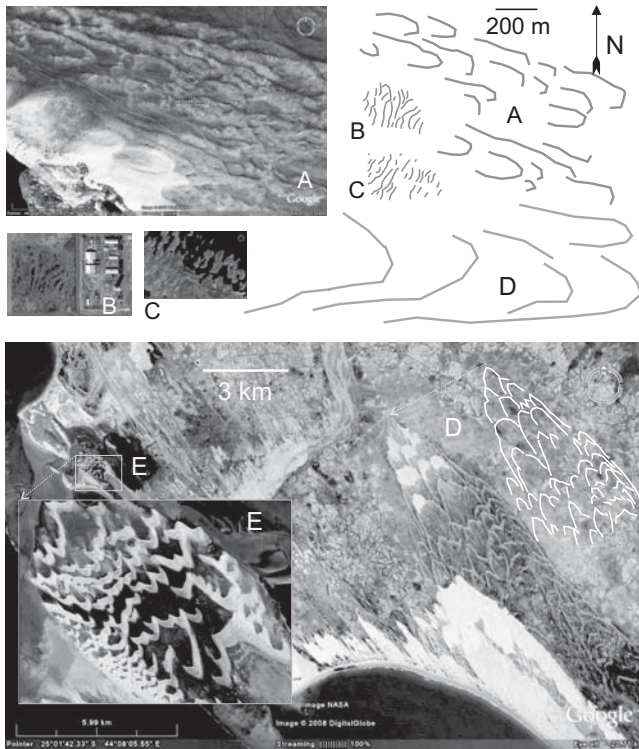 200 m
N
A
B
C
A
Google
B
C
D
3 km
D
E
E
5.99 km
Image NASA
Image © 2008 DigitalGlobe
Google
Pointer 25°01'42.33" S 44°08'05.55" E
Streaming 100%